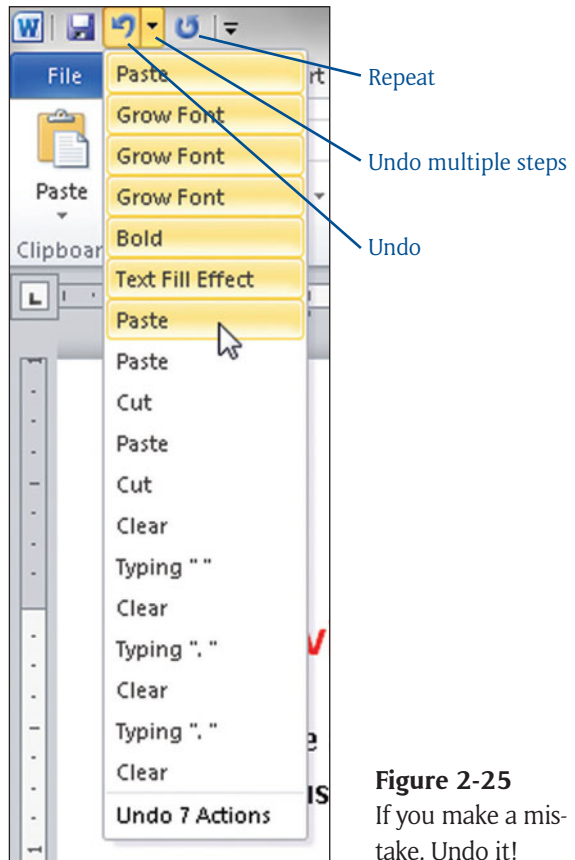 W
File
Paste
rt
Repeat
Grow Font
Grow Font
Undo multiple steps
Paste
Grow Font
Clipboar
Bold
Undo
Text Fill Effect
L
Paste
Paste
Cut
Paste
Cut
Clear
Typing " "
Clear
Typing ". "
Clear
Typing ". "
e
Clear
us
Undo 7 Actions
Figure 2-25
If you make a mis-
take. Undo it!